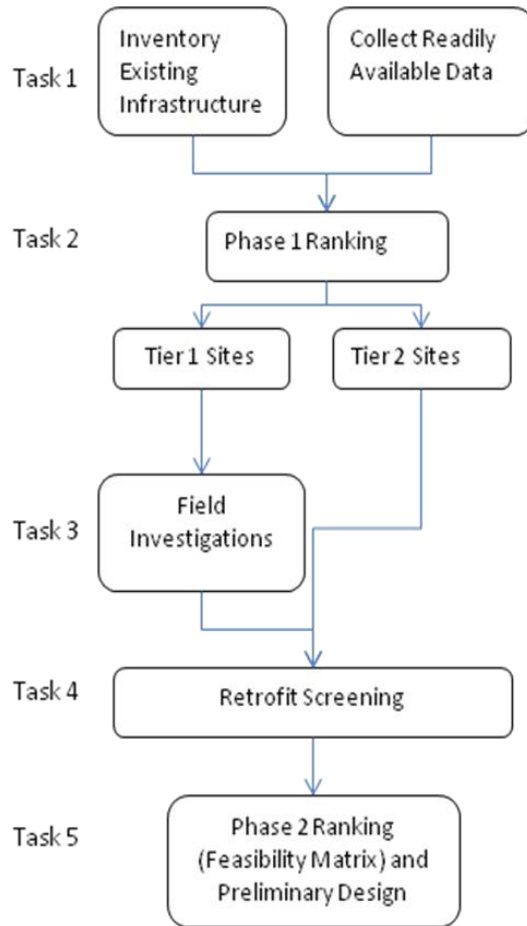 Task 1
Inventory
Existing
Infrastructure
Collect Readily
Available Data
Task 2
Phase 1 Ranking
Tier 1 Sites
Tier 2 Sites
Task 3
Field
Investigations
Task 4
Retrofit Screening
Task 5
Phase 2 Ranking
(Feasibility Matrix) and
Preliminary Design